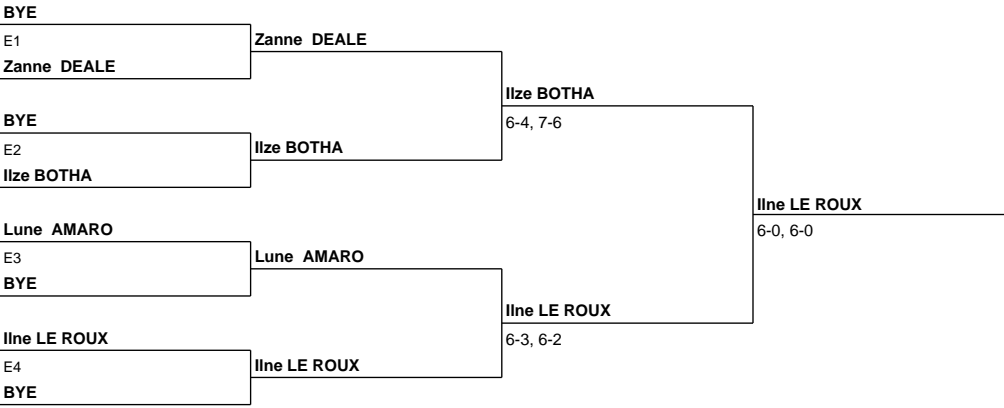 BYE
E1
Zanne DEALE
Zanne DEALE
BYE
E2
Ilze BOTHA
Ilze BOTHA
Ilze BOTHA
6-4, 7-6
Lune AMARO
E3
BYE
Lune AMARO
Ilne LE ROUX
E4
BYE
Ilne LE ROUX
Ilne LE ROUX
6-3, 6-2
Ilne LE ROUX
6-0, 6-0